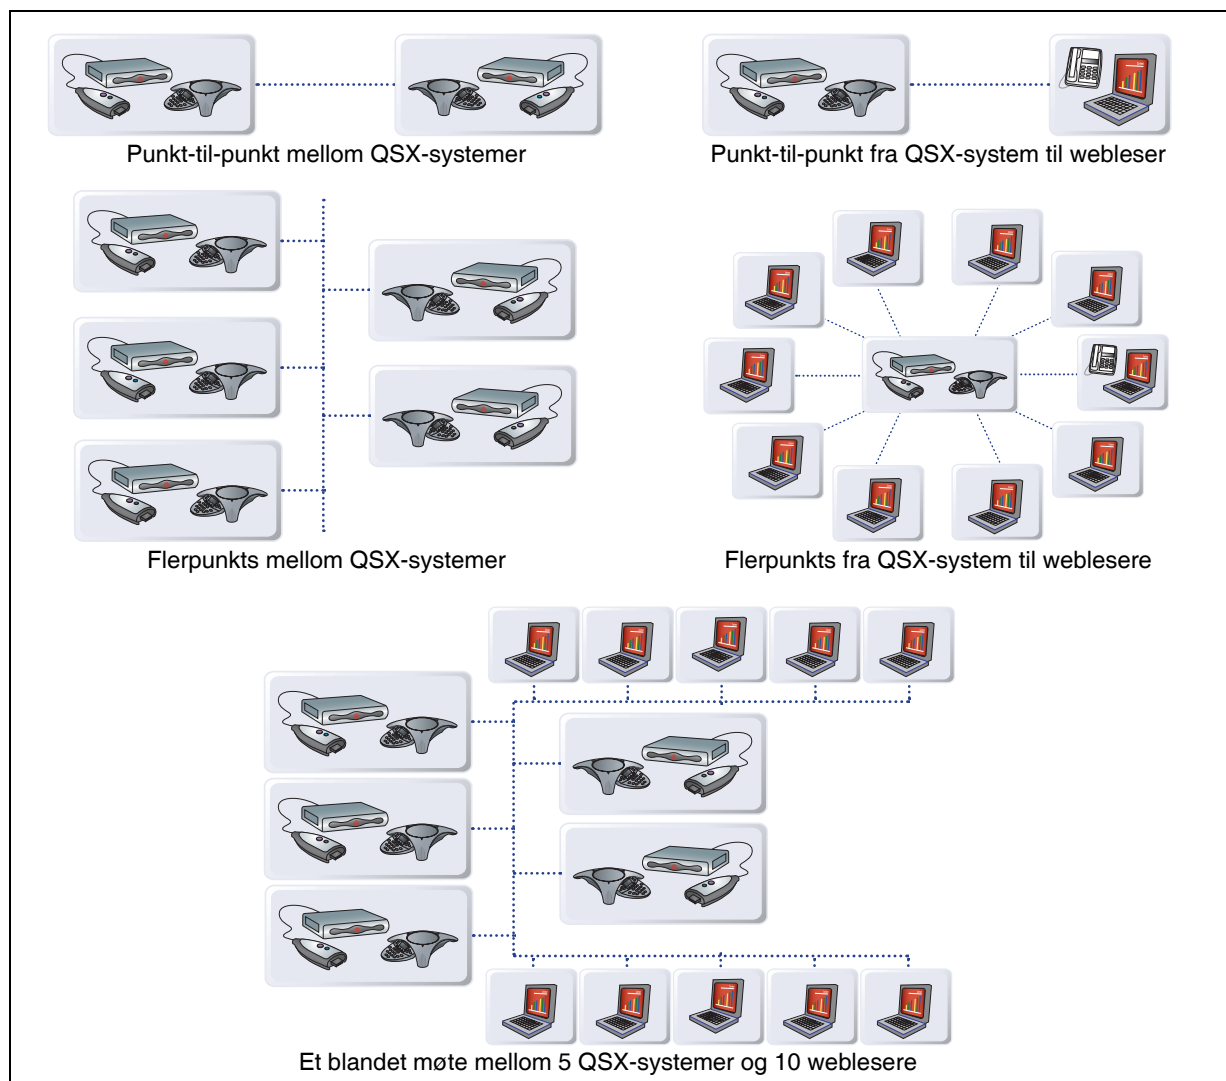 Punkt-til-punkt mellom QSX-systemer
Punkt-til-punkt fra QSX-system til webleser
Flerpunkts mellom QSX-systemer
Flerpunkts fra QSX-system til weblesere
Et blandet møte mellom 5 QSX-systemer og 10 weblesere